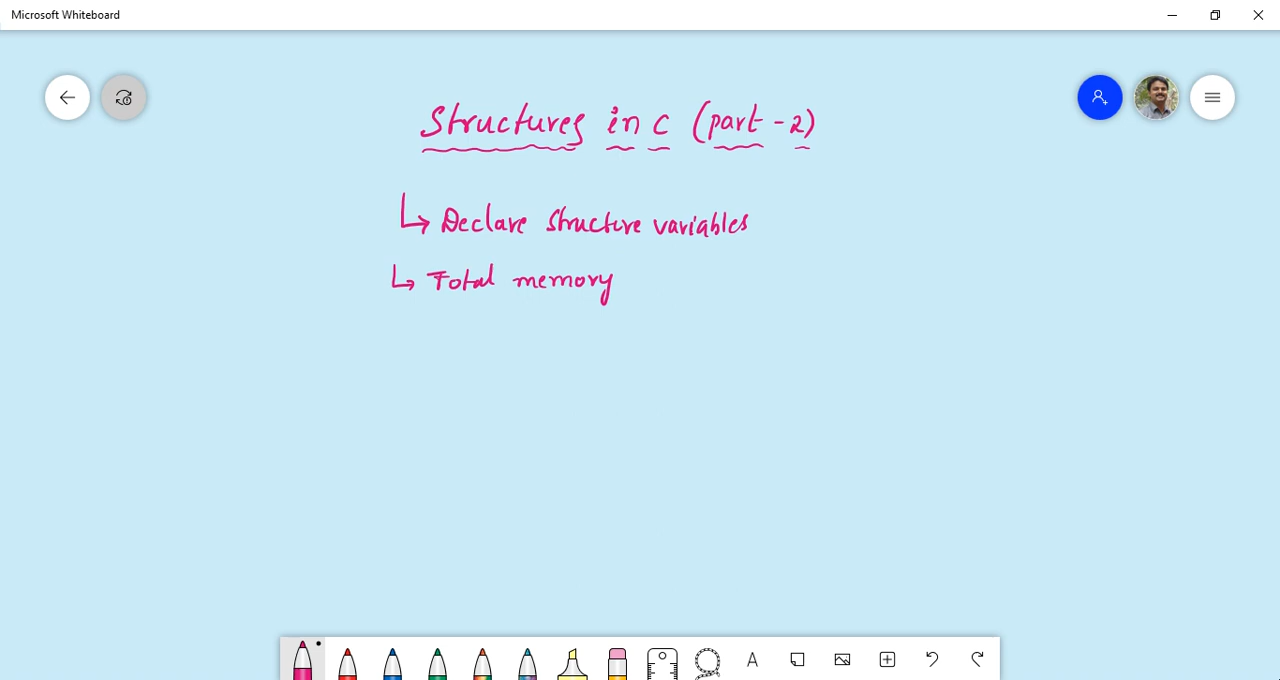 Microsoft Whiteboard
Structures in C (part-2)
Declare structure variables
Total memory